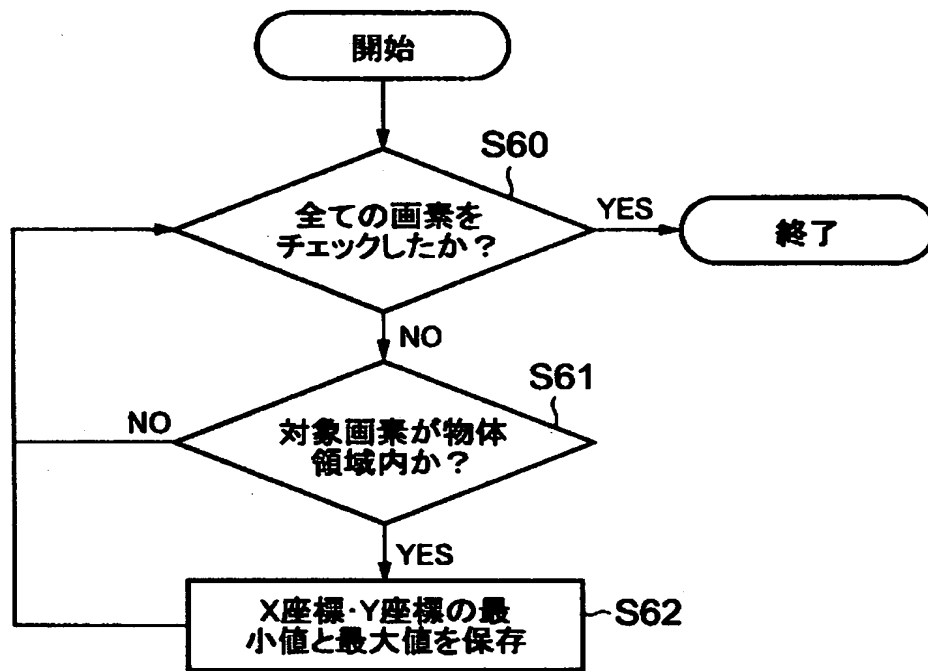 開始
S60
全ての画素を
チェックしたか？
YES
終了
NO
S61
NO
対象画素が物体
領域内か？
YES
X座標・Y座標の最
小値と最大値を保存
S62